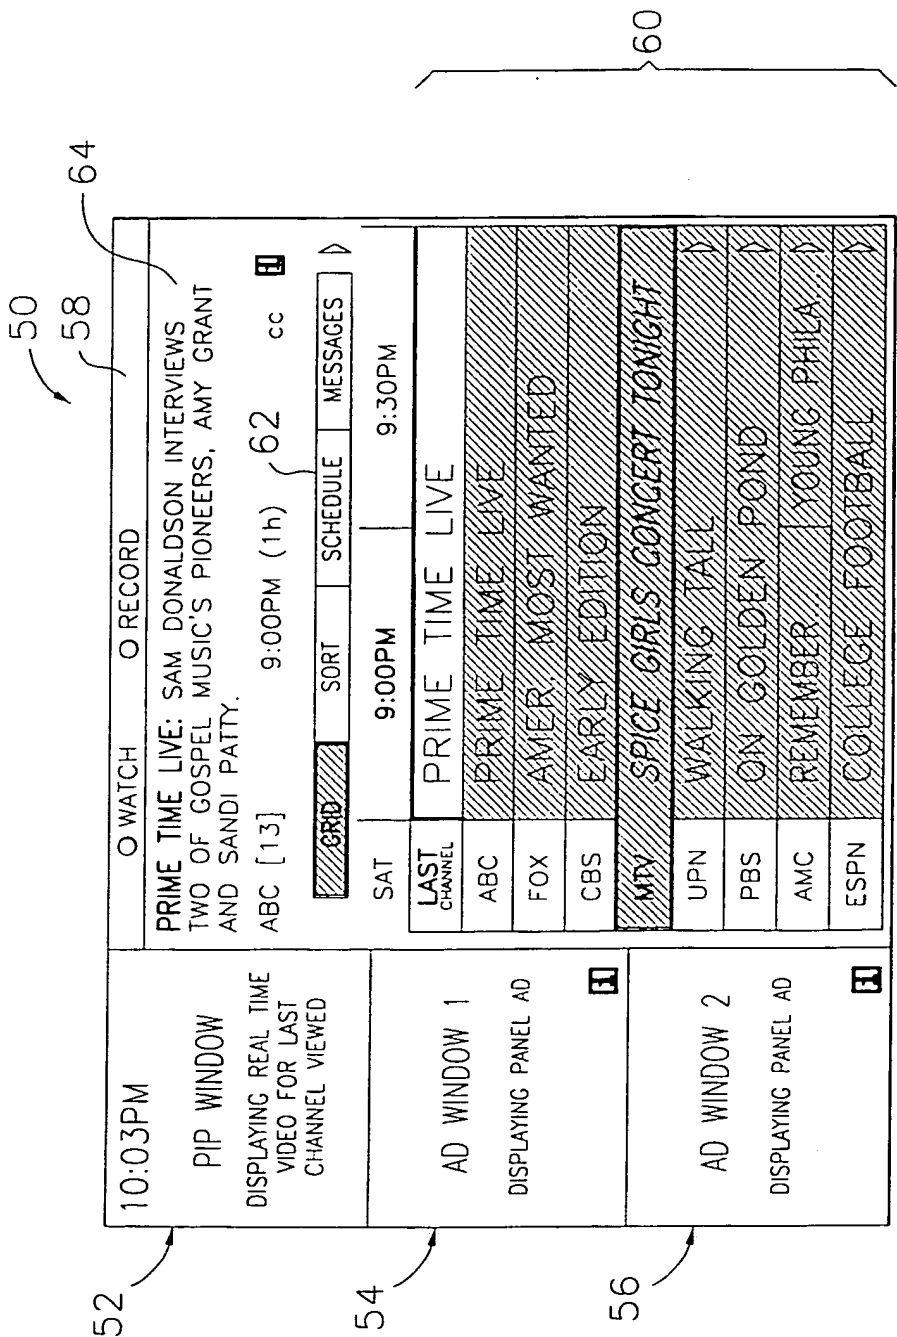 50
58
64
52
10:03PM
PIP WINDOW
DISPLAYING REAL TIME
VIDEO FOR LAST
CHANNEL VIEWED
54
AD WINDOW 1
DISPLAYING PANEL AD
i
56
AD WINDOW 2
DISPLAYING PANEL AD
i
WATCH RECORD
PRIME TIME LIVE: SAM DONALDSON INTERVIEWS
TWO OF GOSPEL MUSIC'S PIONEERS, AMY GRANT
AND SANDI PATTY.
ABC [13] 9:00PM (1h) 62 cc i
GRID SORT SCHEDULE MESSAGES
SAT 9:00PM 9:30PM
LAST CHANNEL PRIME TIME LIVE
ABC PRIME TIME LIVE
FOX AMER. MOST WANTED
CBS EARLY EDITION
MTV SPICE GIRLS CONCERT TONIGHT
UPN WALKING TALL
PBS ON GOLDEN POND
AMC REMEMBER.. YOUNG PHILA...
ESPN COLLEGE FOOTBALL
60